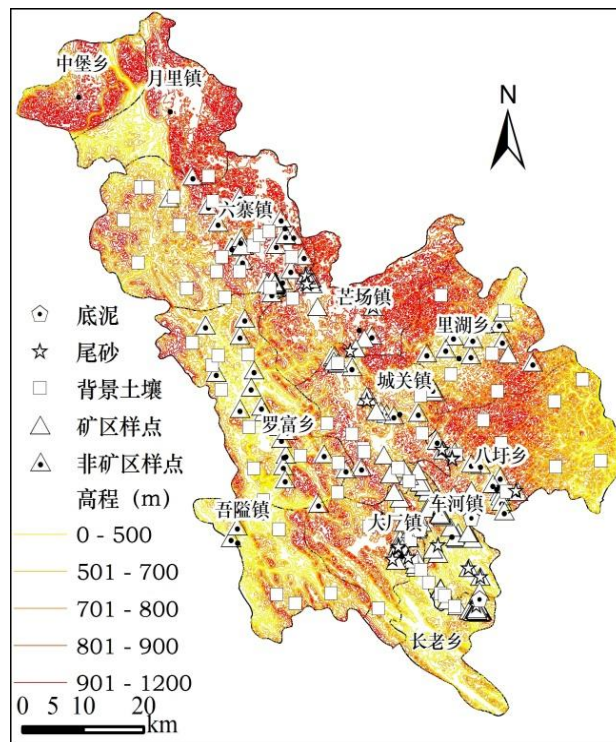 中堡乡
月里镇
N
六寨镇
芒场镇
里湖乡
城关镇
罗富乡
八圩乡
吾隘镇
车河镇
大厂镇
长老乡
底泥
尾砂
背景土壤
矿区样点
非矿区样点
高程（m）
0 - 500
501 - 700
701 - 800
801 - 900
901 - 1200
0 5 10 20
km